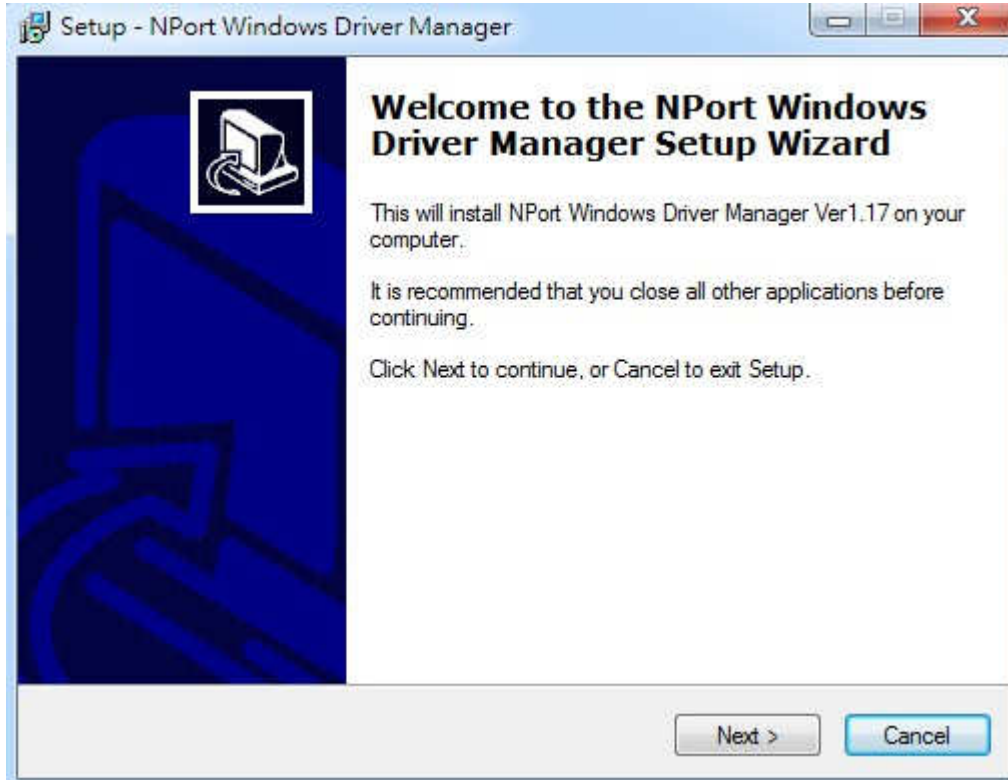 Setup - NPort Windows Driver Manager
Welcome to the NPort Windows
Driver Manager Setup Wizard
This will install NPort Windows Driver Manager Ver1.17 on your
computer.
It is recommended that you close all other applications before
continuing.
Click Next to continue, or Cancel to exit Setup.
Next >
Cancel